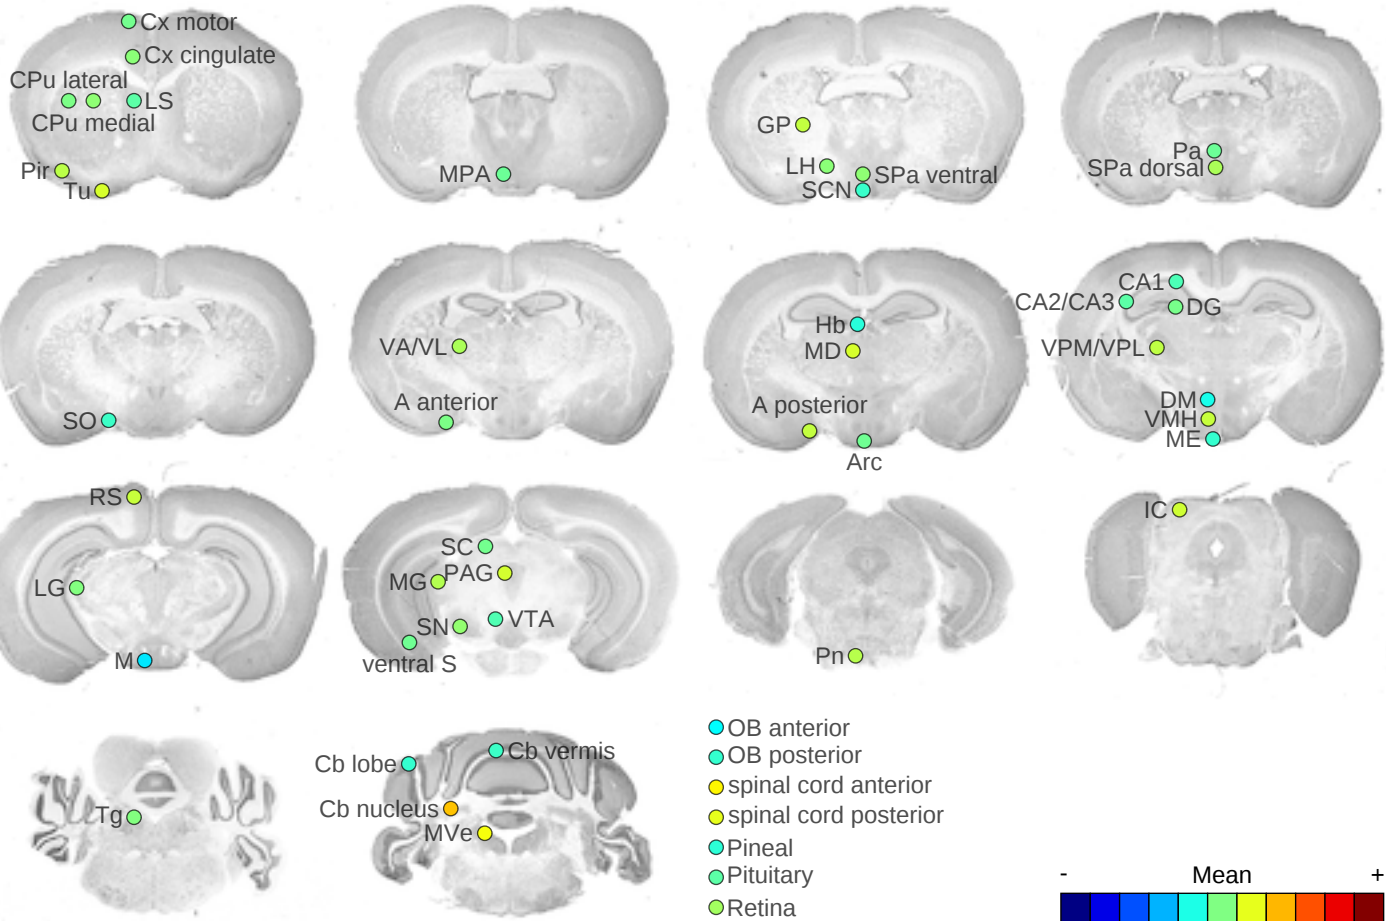 Cx motor
Cx cingulate
CPu lateral
LS
CPu medial
Pir
Tu
MPA
GP
LH
SPa ventral
SCN
Pa
SPa dorsal
SO
VA/VL
A anterior
Hb
MD
A posterior
Arc
CA1
CA2/CA3
DG
VPM/VPL
DM
VMH
ME
RS
LG
M
SC
MG
PAG
SN
VTA
ventral S
Pn
IC
Tg
Cb lobe
Cb vermis
Cb nucleus
MVe
OB anterior
OB posterior
spinal cord anterior
spinal cord posterior
Pineal
Pituitary
Retina
- Mean +